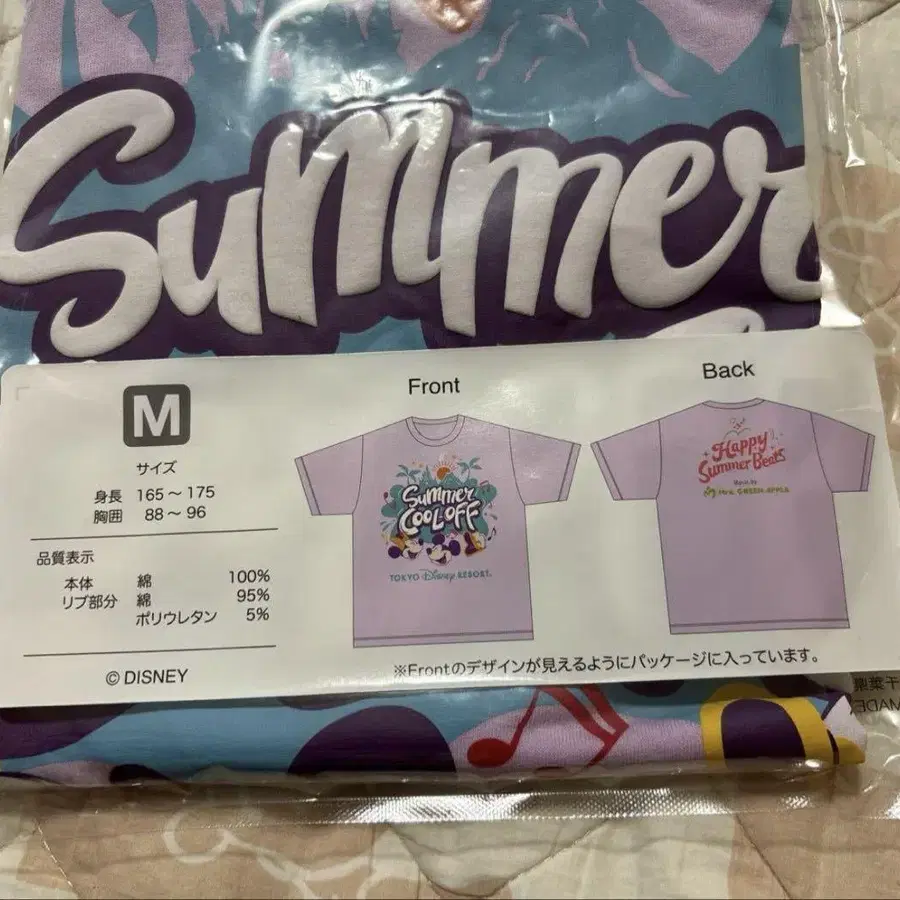 Summer
M
サイズ
身長 165～175
胸囲 88～96
品質表示
本体 綿 100%
リブ部分 綿 95%
ポリウレタン 5%
© DISNEY
Front
Summer
COOL OFF
TOKYO Disney RESORT.
Back
Happy
Summer Beats
Music by
Mrs. GREEN APPLE
※Frontのデザインが見えるようにパッケージに入っています。